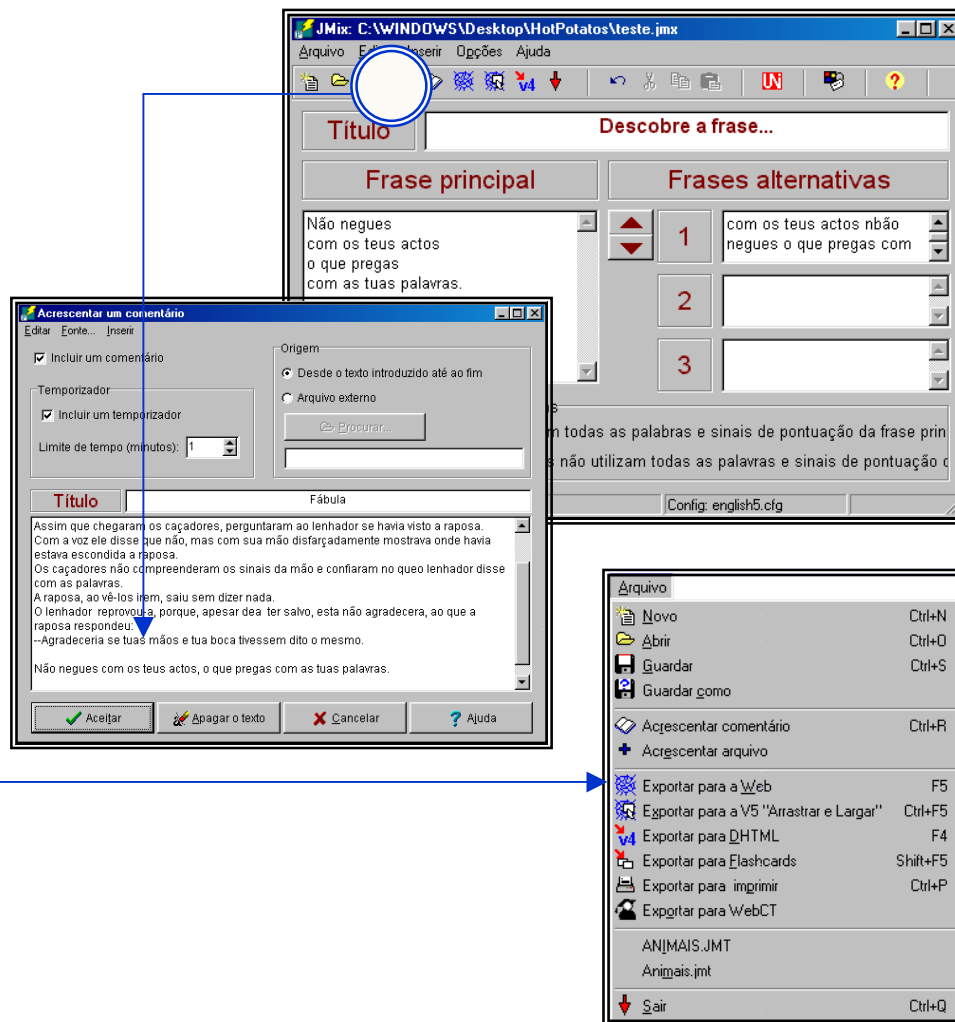 JMix: C:\WINDOWS\Desktop\HotPotatos\teste.jmx
Arquivo Inserir Opções Ajuda
v4
Título
Descobre a frase...
Frase principal
Frases alternativas
Não negues
com os teus actos
o que pregas
com as tuas palavras.
1
com os teus actos nbão
negues o que pregas com
2
3
todas as palabras e sinais de pontuação da frase prin
não utilizam todas as palavras e sinais de pontuação
Config: english5.cfg
Acrescentar um comentário
Editar Fonte... Inserir
Incluir um comentário
Temporizador
Incluir um temporizador
Limite de tempo (minutos): 1
Origem
Desde o texto introduzido até ao fim
Arquivo externo
Procurar...
Título
Fábula
Assim que chegaram os caçadores, perguntaram ao lenhador se havia visto a raposa.
Com a voz ele disse que não, mas com sua mão disfarçadamente mostrava onde havia
estava escondida a raposa.
Os caçadores não compreenderam os sinais da mão e confiaram no queo lenhador disse
com as palavras.
A raposa, ao vê-los irem, saiu sem dizer nada.
O lenhador reprovou-a, porque, apesar dea ter salvo, esta não agradecera, ao que a
raposa respondeu:
--Agradeceria se tuas mãos e tua boca tivessem dito o mesmo.
Não negues com os teus actos, o que pregas com as tuas palavras.
Aceitar
Apagar o texto
Cancelar
Ajuda
Arquivo
Novo Ctrl+N
Abrir Ctrl+O
Guardar Ctrl+S
Guardar como
Acrescentar comentário Ctrl+R
Acrescentar arquivo
Exportar para a Web F5
Exportar para a V5 "Arrastrar e Largar" Ctrl+F5
v4 Exportar para DHTML F4
Exportar para Flashcards Shift+F5
Exportar para imprimir Ctrl+P
Exportar para WebCT
ANIMAIS.JMT
Animais.jmt
Sair Ctrl+Q